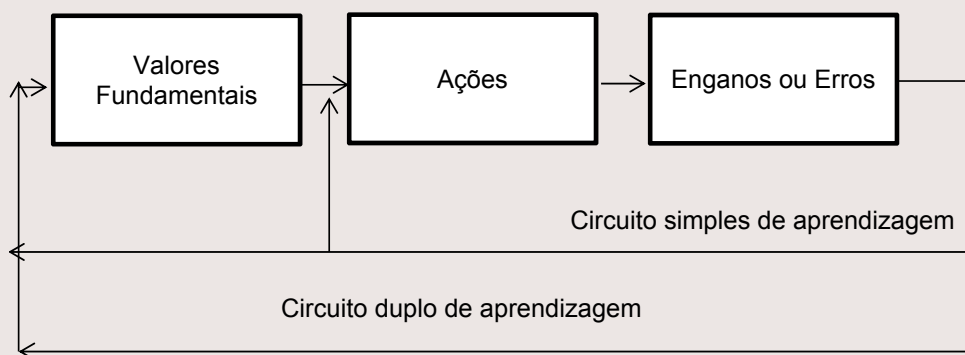 Valores
Fundamentais
Ações
Enganos ou Erros
Circuito simples de aprendizagem
Circuito duplo de aprendizagem